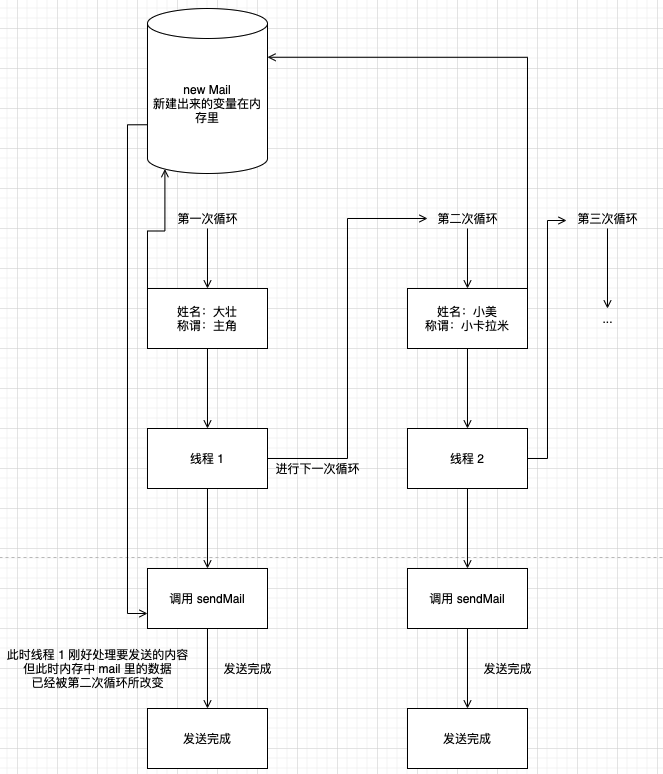 new Mail
新建出来的变量在内
存里
第一次循环
第二次循环
第三次循环
姓名：大壮
称谓：主角
姓名：小美
称谓：小卡拉米
...
线程 1
进行下一次循环
线程 2
调用 sendMail
调用 sendMail
此时线程 1 刚好处理要发送的内容
但此时内存中 mail 里的数据
已经被第二次循环所改变
发送完成
发送完成
发送完成
发送完成